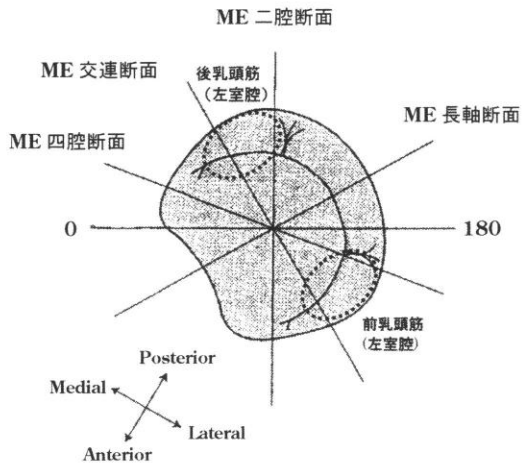 ME 二腔断面
ME 交連断面
後乳頭筋
（左室腔）
ME 長軸断面
ME 四腔断面
0
180
前乳頭筋
(左室腔)
Posterior
Medial
Lateral
Anterior